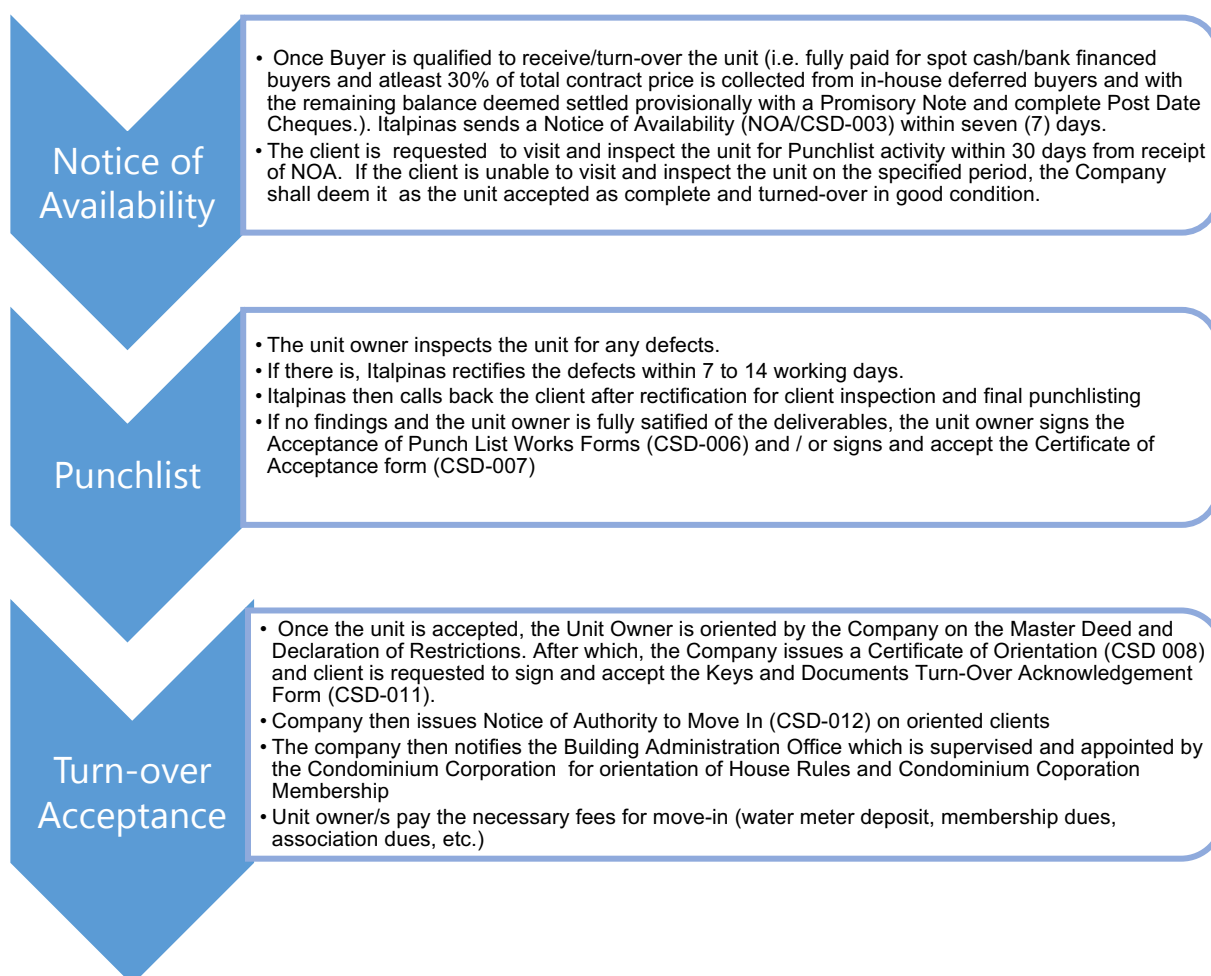 Notice of
Availability
• Once Buyer is qualified to receive/turn-over the unit (i.e. fully paid for spot cash/bank financed
buyers and atleast 30% of total contract price is collected from in-house deferred buyers and with
the remaining balance deemed settled provisionally with a Promisory Note and complete Post Date
Cheques.). Italpinas sends a Notice of Availability (NOA/CSD-003) within seven (7) days.
• The client is requested to visit and inspect the unit for Punchlist activity within 30 days from receipt
of NOA. If the client is unable to visit and inspect the unit on the specified period, the Company
shall deem it as the unit accepted as complete and turned-over in good condition.
Punchlist
• The unit owner inspects the unit for any defects.
• If there is, Italpinas rectifies the defects within 7 to 14 working days.
• Italpinas then calls back the client after rectification for client inspection and final punchlisting
• If no findings and the unit owner is fully satified of the deliverables, the unit owner signs the
Acceptance of Punch List Works Forms (CSD-006) and / or signs and accept the Certificate of
Acceptance form (CSD-007)
Turn-over
Acceptance
• Once the unit is accepted, the Unit Owner is oriented by the Company on the Master Deed and
Declaration of Restrictions. After which, the Company issues a Certificate of Orientation (CSD 008)
and client is requested to sign and accept the Keys and Documents Turn-Over Acknowledgement
Form (CSD-011).
• Company then issues Notice of Authority to Move In (CSD-012) on oriented clients
• The company then notifies the Building Administration Office which is supervised and appointed by
the Condominium Corporation for orientation of House Rules and Condominium Coporation
Membership
• Unit owner/s pay the necessary fees for move-in (water meter deposit, membership dues,
association dues, etc.)